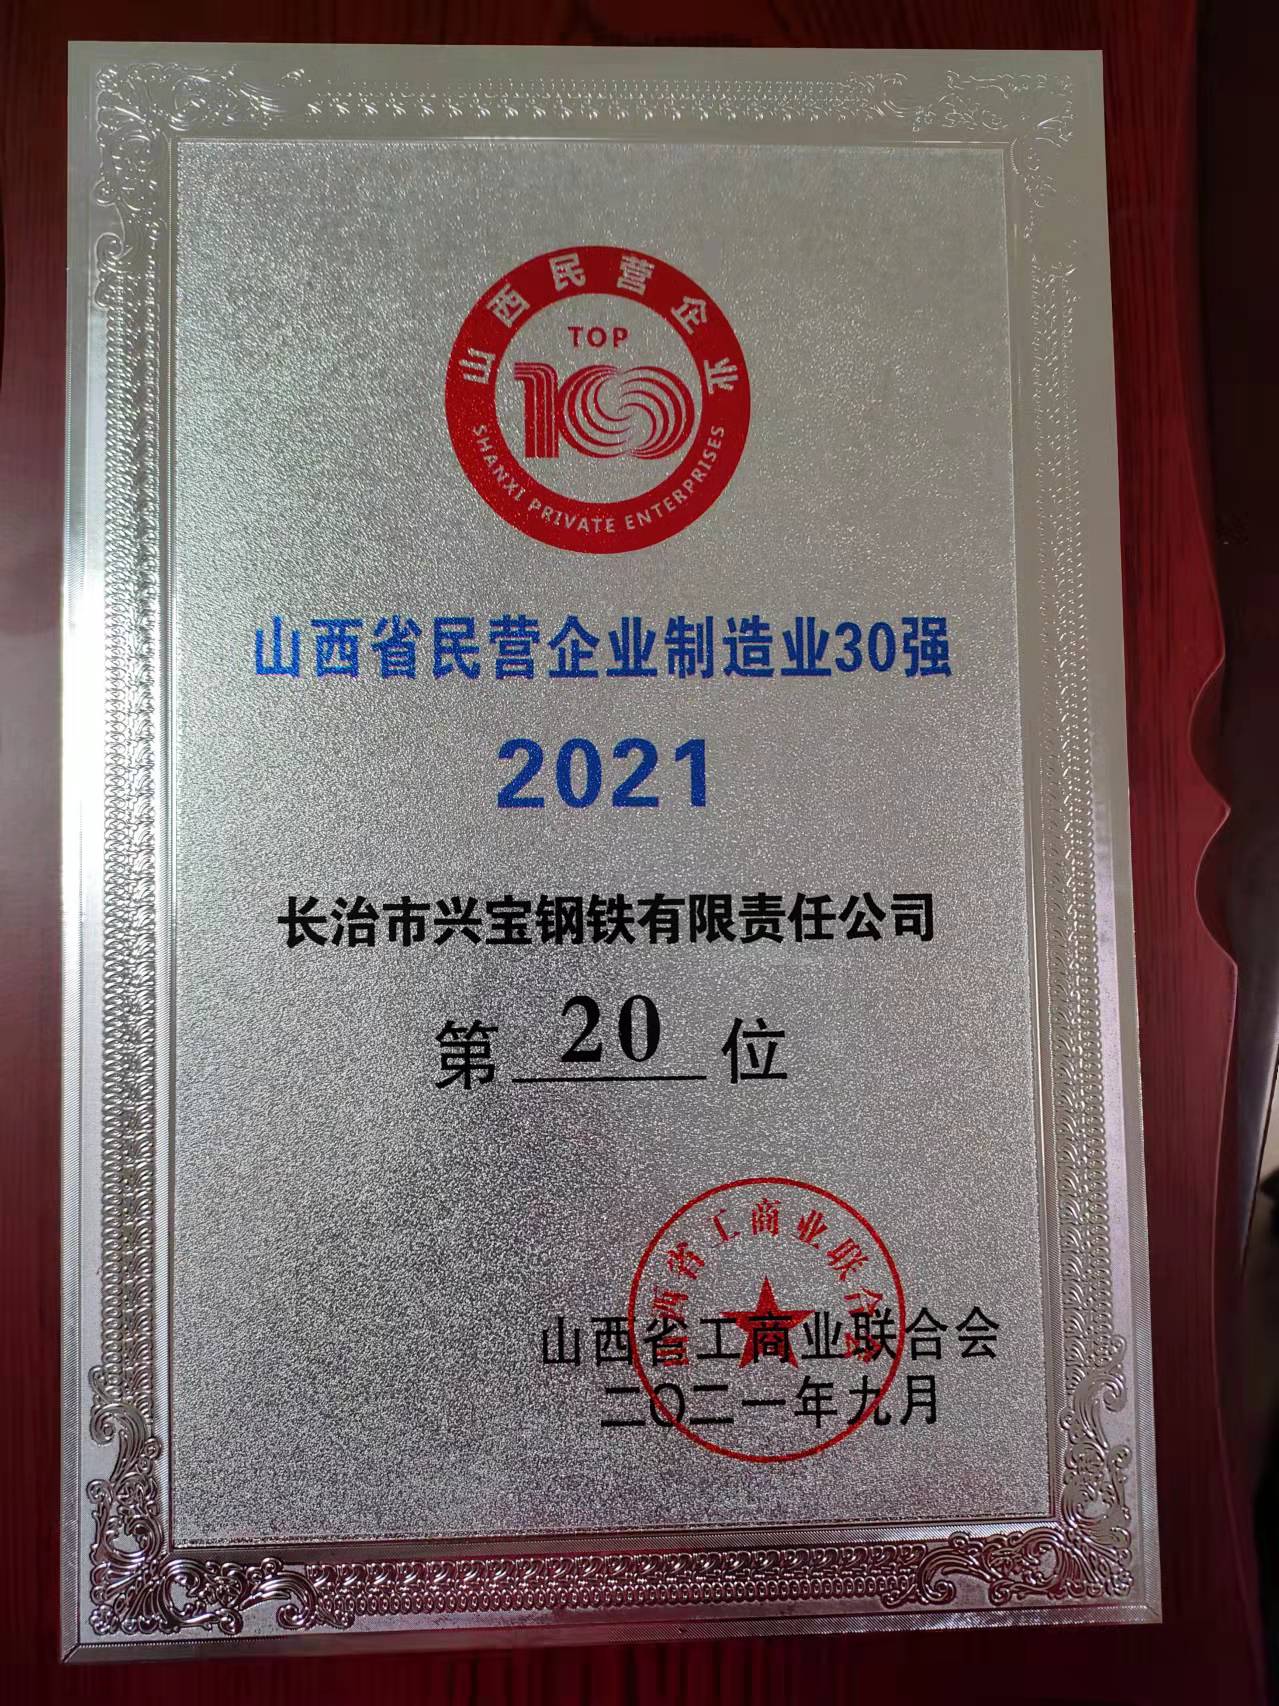 山西民营企业
TOP
100
SHANXI PRIVATE ENTERPRISES
山西省民营企业制造业30强
2021
长治市兴宝钢铁有限责任公司
第 20 位
山西省工商业联合会
山西省工商业联合会
二〇二一年九月